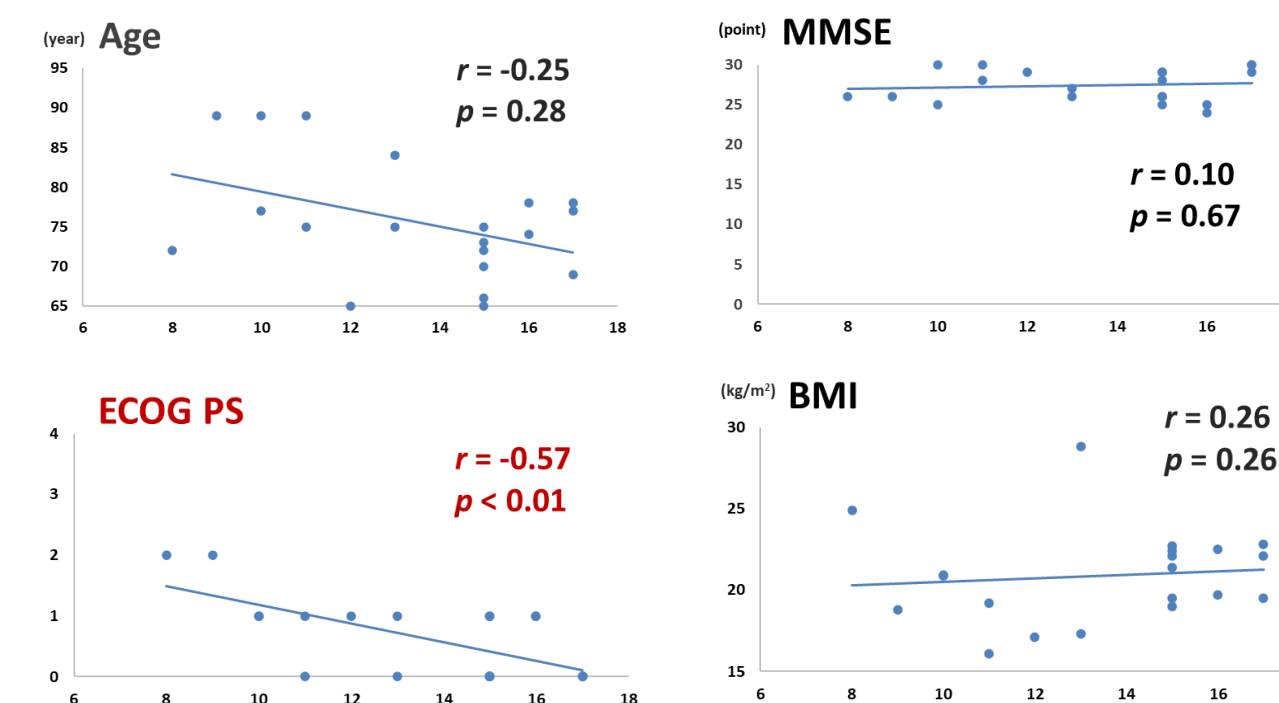 (year) Age
r = -0.25
p = 0.28
95
90
85
80
75
70
65
6 8 10 12 14 16 18
(point) MMSE
30
25
20
15
10
5
0
r = 0.10
p = 0.67
6 8 10 12 14 16
ECOG PS
r = -0.57
p < 0.01
4
3
2
1
0
6 8 10 12 14 16 18
(kg/m²) BMI
r = 0.26
p = 0.26
30
25
20
15
6 8 10 12 14 16